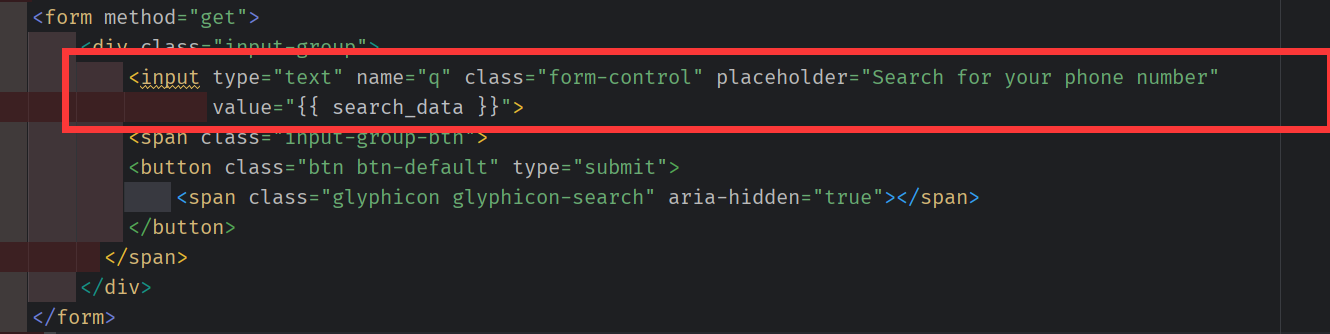 <form method="get">
<div class="input-group">
<input type="text" name="q" class="form-control" placeholder="Search for your phone number"
value="{{ search_data }}">
<span class="input-group-btn">
<button class="btn btn-default" type="submit">
<span class="glyphicon glyphicon-search" aria-hidden="true"></span>
</button>
</span>
</div>
</form>